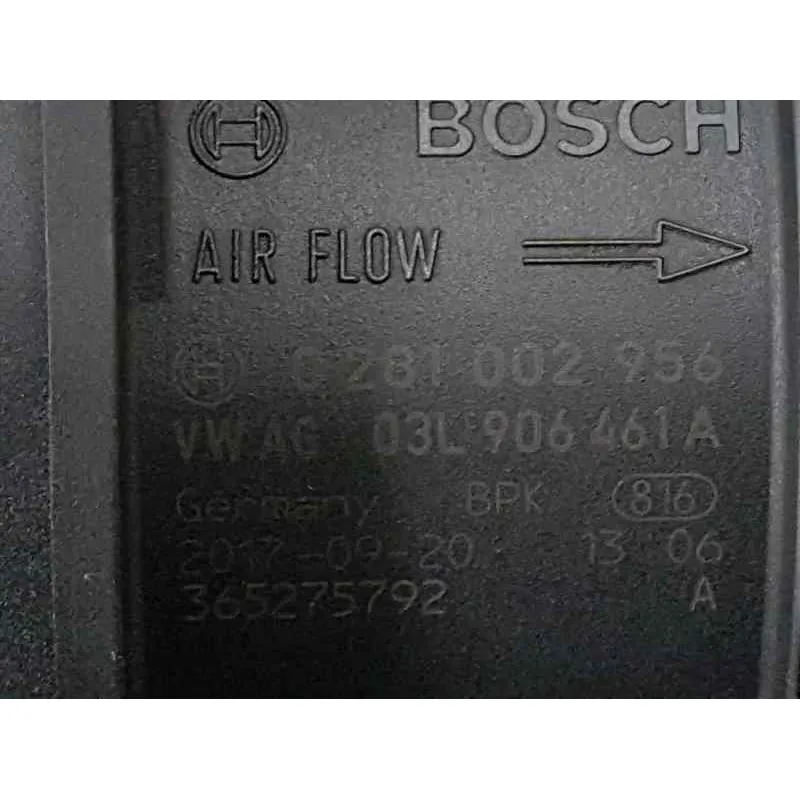 BOSCH
AIR FLOW
0 281 002 956
VW AG 03L 906 461 A
Germany BPK 816
2017-09-20 13 06
365275792 A